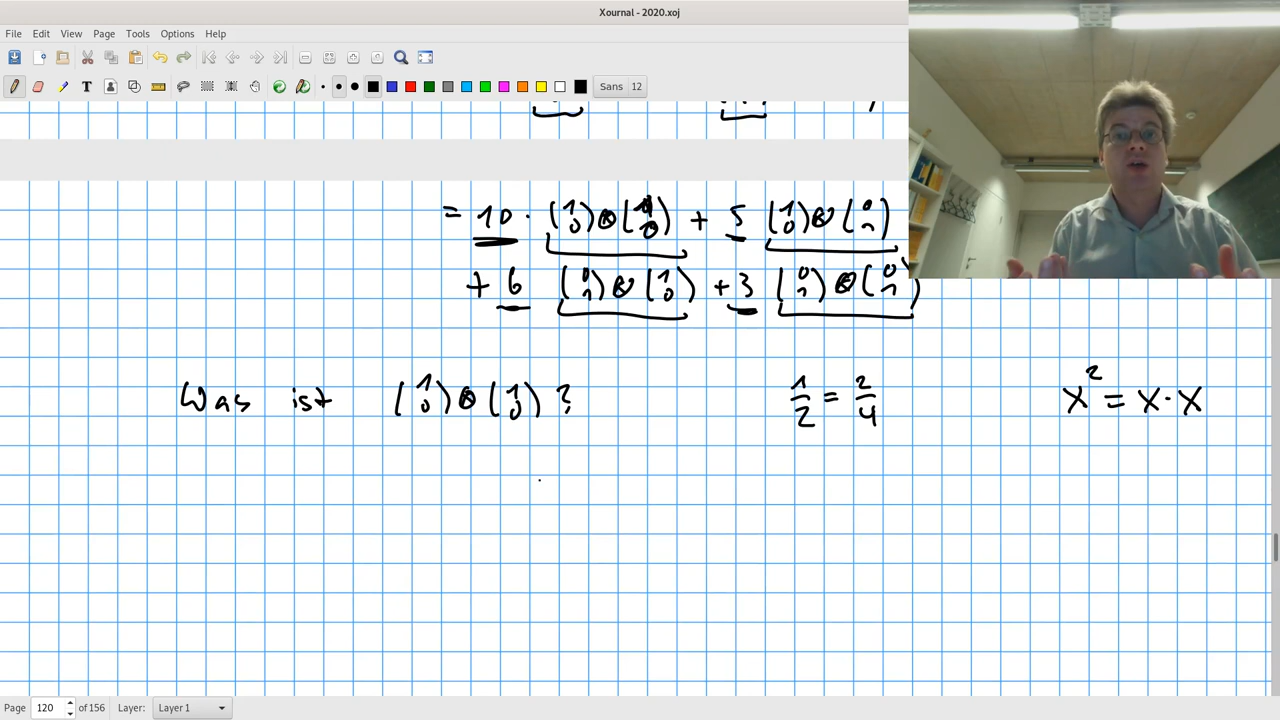 Xournal - 2020.xoj
File Edit View Page Tools Options Help
T Sans 12
= 10 · (1 0) ⊗ (1 0) + 5 (1 0) ⊗ (0 1)
+ 6 (0 1) ⊗ (1 0) + 3 (0 1) ⊗ (0 1)
Was ist (1 0) ⊗ (1 0) ? 1/2 = 2/4 x² = x · x
Page 120 of 156 Layer: Layer 1